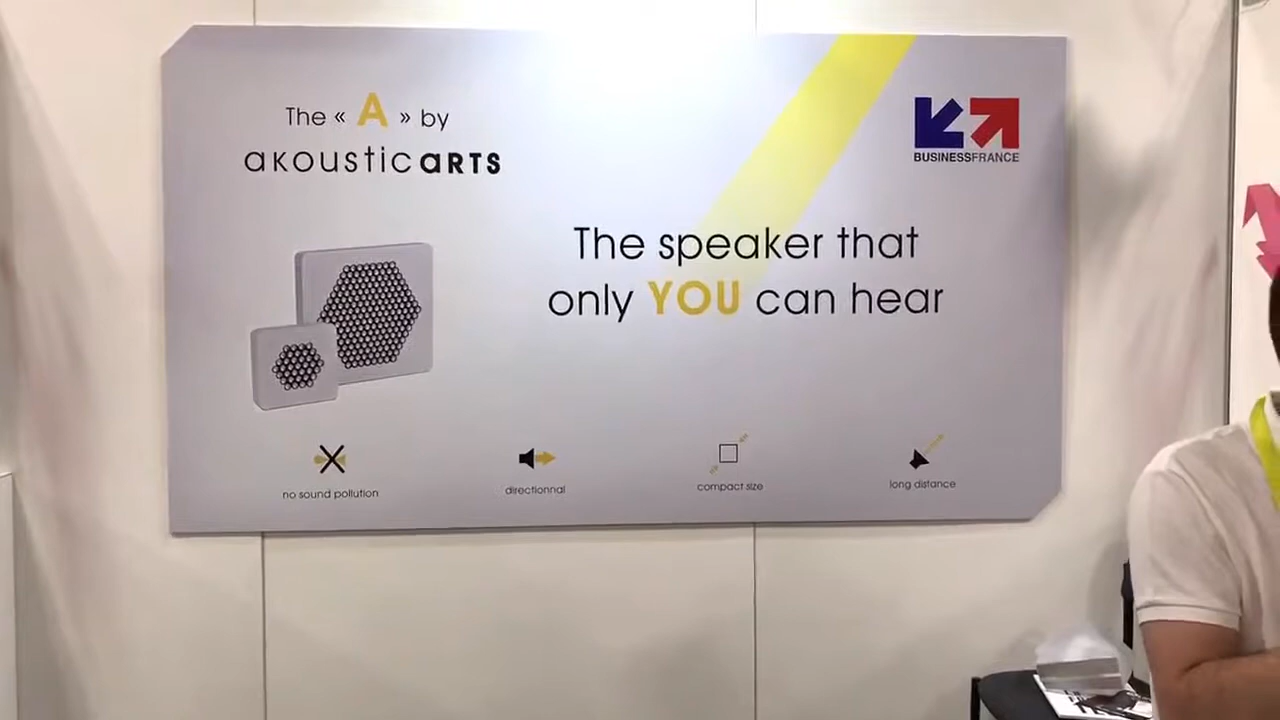 The « A » by
akousticARTS
BUSINESSFRANCE
The speaker that
only YOU can hear
no sound pollution
directionnal
compact size
long distance